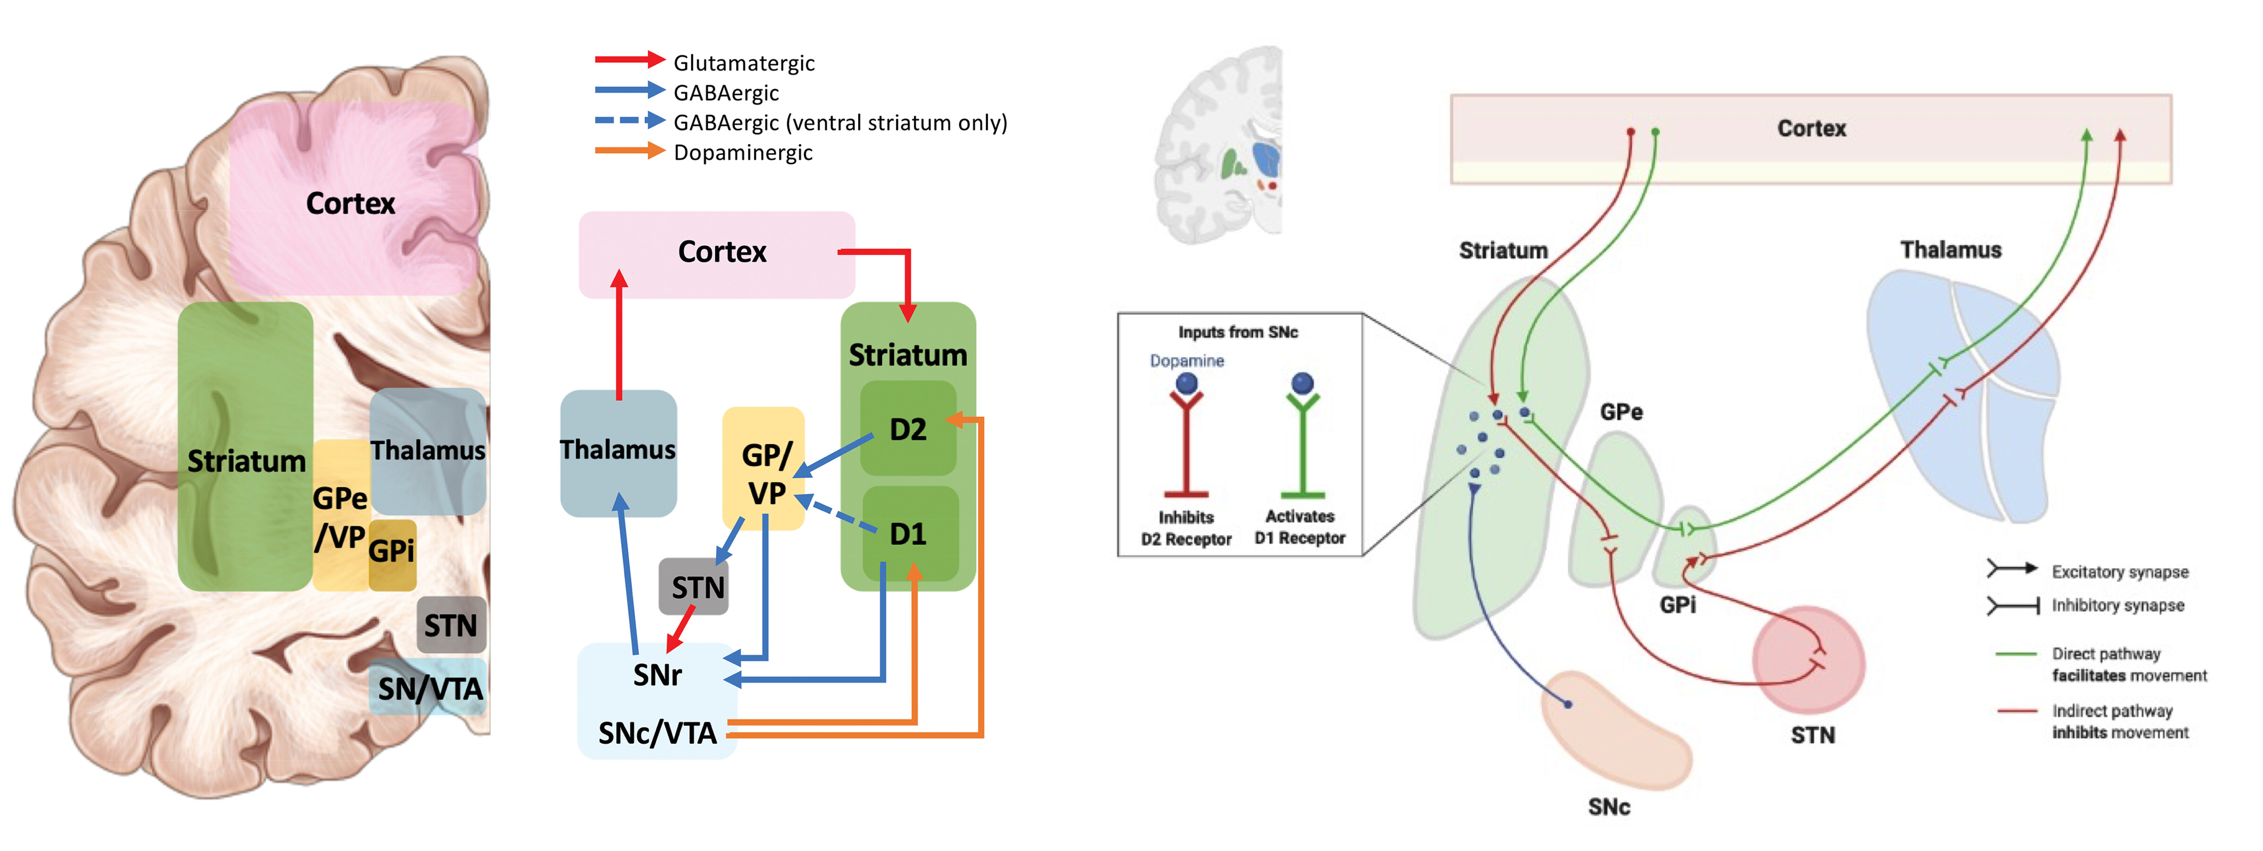 Cortex
Striatum
Thalamus
GPe
/VP
GPi
STN
SN/VTA
Glutamatergic
GABAergic
GABAergic (ventral striatum only)
Dopaminergic
Cortex
Striatum
D2
D1
Thalamus
GP/
VP
STN
SNr
SNc/VTA
Cortex
Striatum
Thalamus
Inputs from SNc
Dopamine
Inhibits
D2 Receptor
Activates
D1 Receptor
GPe
GPi
STN
SNc
Excitatory synapse
Inhibitory synapse
Direct pathway
facilitates movement
Indirect pathway
inhibits movement